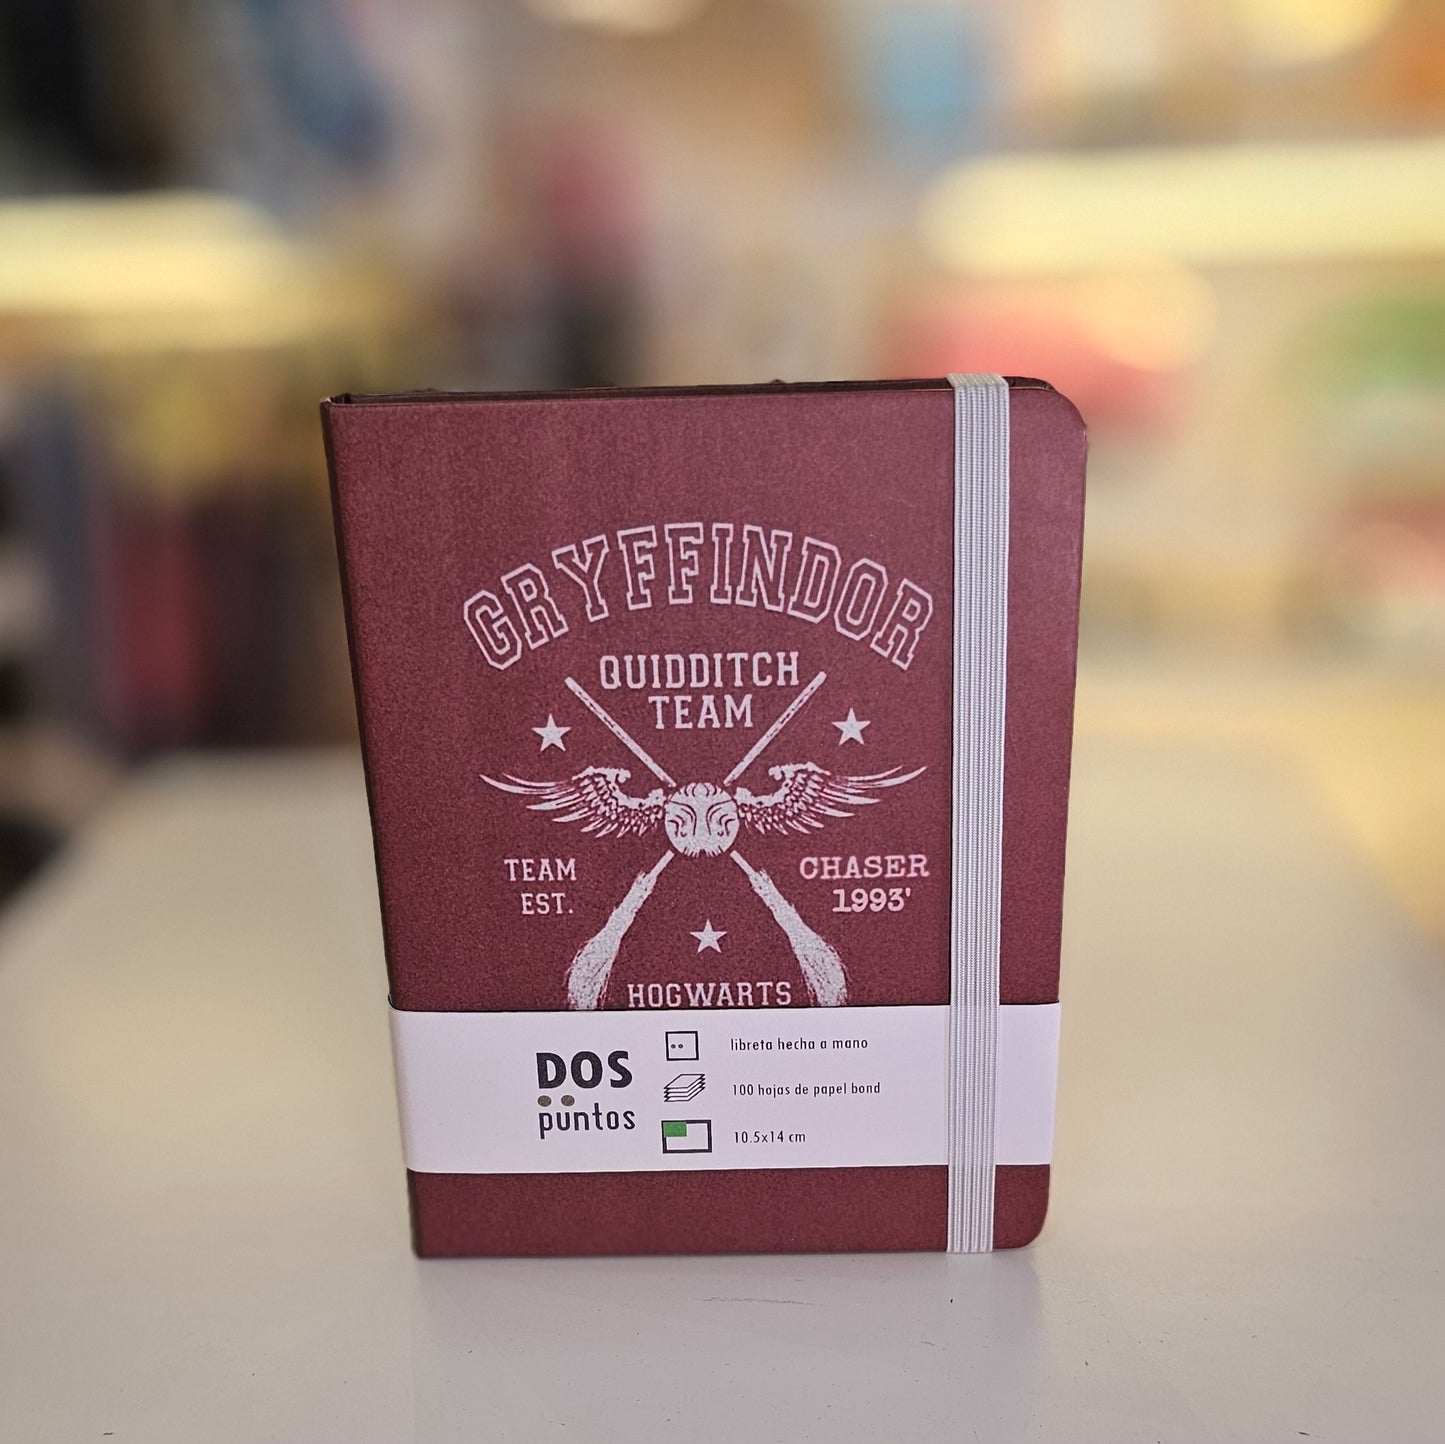 GRYFFINDOR
QUIDDITCH
TEAM
TEAM
EST.
CHASER
1993'
HOGWARTS
DOS
puntos
libreta hecha a mano
100 hojas de papel bond
10.5x14 cm